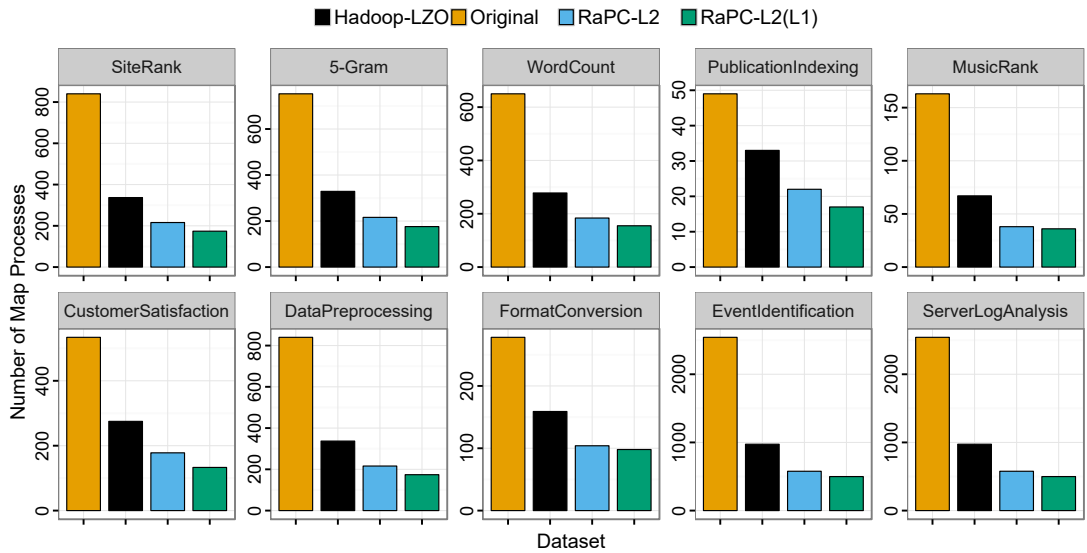 Hadoop-LZO Original RaPC-L2 RaPC-L2(L1)
Number of Map Processes
SiteRank 5-Gram WordCount PublicationIndexing MusicRank
0 200 400 600 800
0 200 400 600
0 200 400 600
0 10 20 30 40 50
0 50 100 150
CustomerSatisfaction DataPreprocessing FormatConversion EventIdentification ServerLogAnalysis
0 200 400
0 200 400 600 800
0 100 200
0 1000 2000
0 1000 2000
Dataset